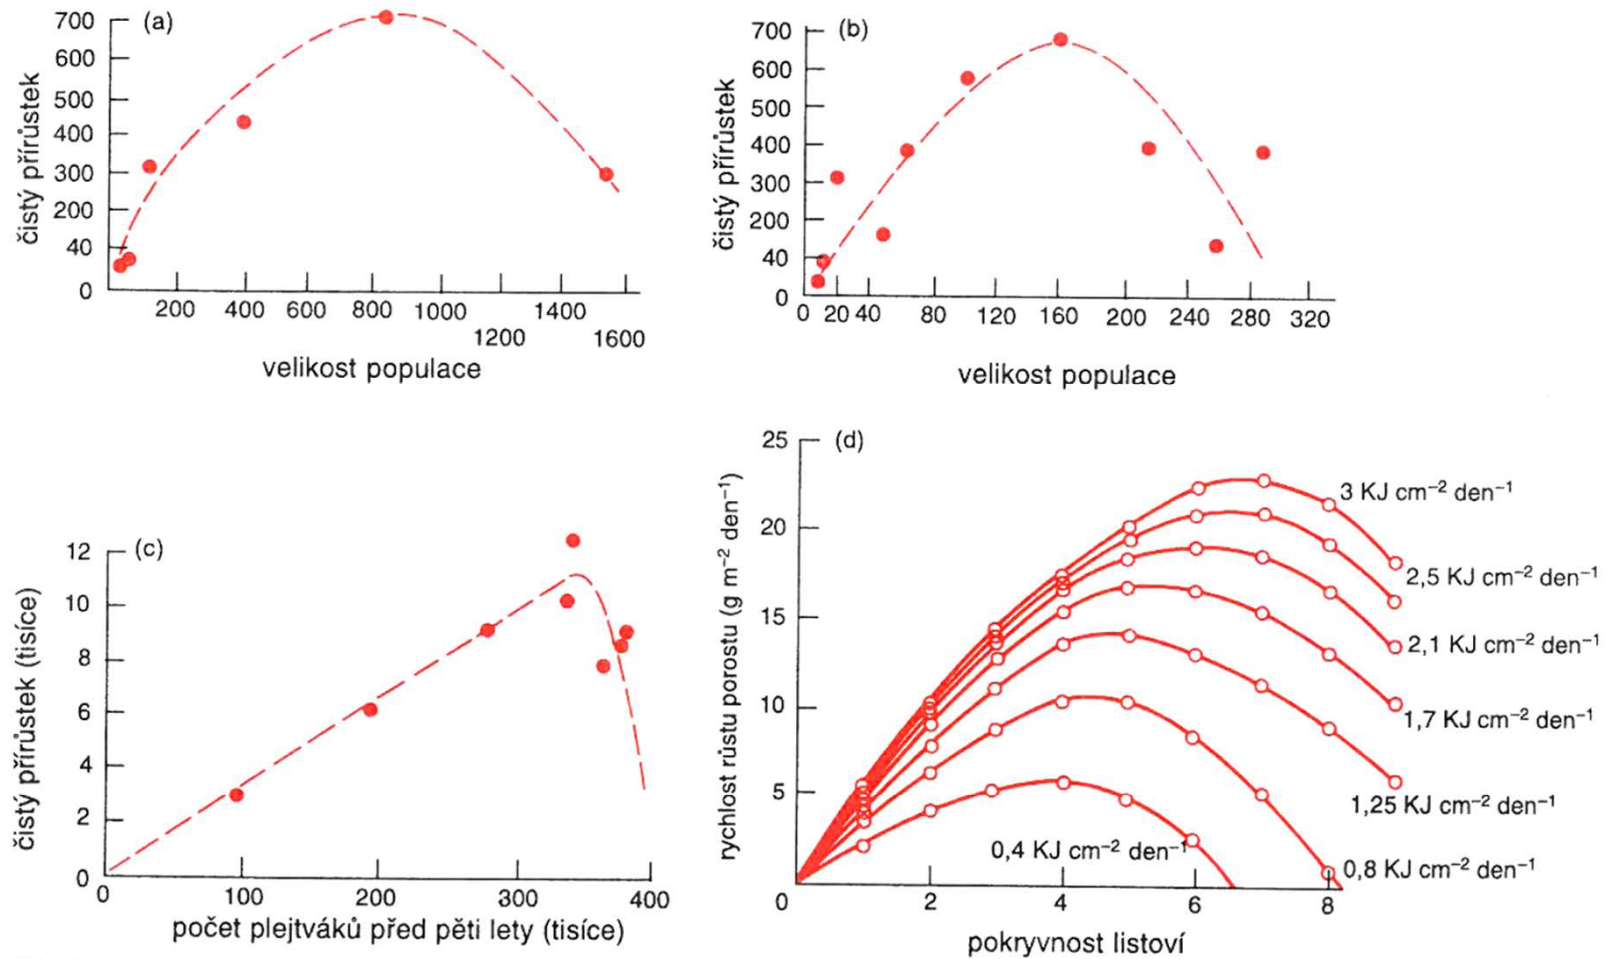 (a)
čistý přírůstek
700
600
500
400
300
200
40
0
200 400 600 800 1000 1200 1400 1600
velikost populace
(b)
čistý přírůstek
700
600
500
400
300
200
40
0
0 20 40 80 120 160 200 240 280 320
velikost populace
(c)
čistý přírůstek (tisíce)
12
10
8
6
4
2
0
0 100 200 300 400
počet plejtváků před pěti lety (tisíce)
(d)
rychlost růstu porostu (g m⁻² den⁻¹)
25
20
15
10
5
0 2 4 6 8
pokryvnost listoví
3 KJ cm⁻² den⁻¹
2,5 KJ cm⁻² den⁻¹
2,1 KJ cm⁻² den⁻¹
1,7 KJ cm⁻² den⁻¹
1,25 KJ cm⁻² den⁻¹
0,8 KJ cm⁻² den⁻¹
0,4 KJ cm⁻² den⁻¹